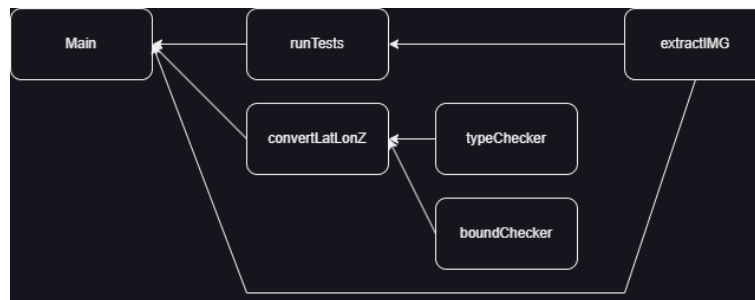 Main
runTests
extractIMG
convertLatLonZ
typeChecker
boundChecker